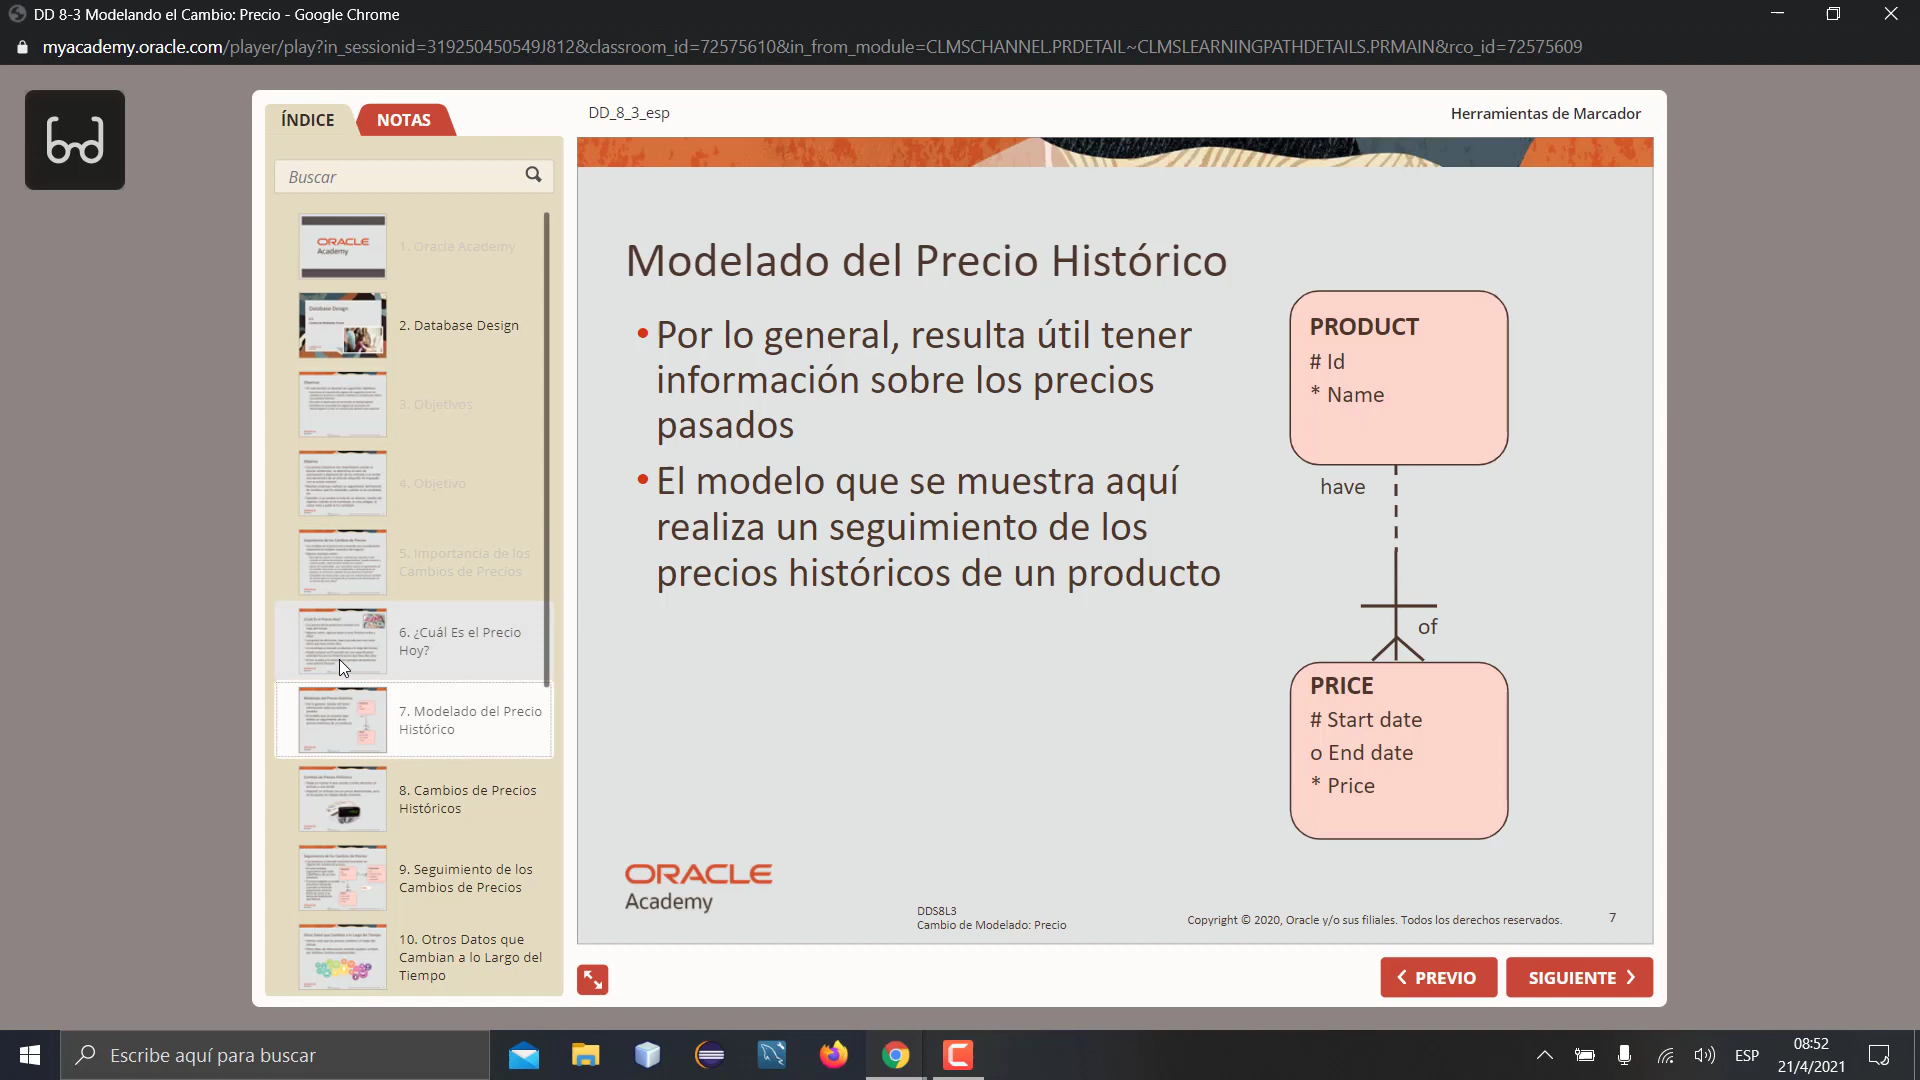 DD 8-3 Modelando el Cambio: Precio - Google Chrome
myacademy.oracle.com/player/play?in_sessionid=319250450549J812&classroom_id=72575610&in_from_module=CLMSCHANNEL.PRDETAIL~CLMSLEARNINGPATHDETAILS.PRMAIN&rco_id=72575609
ÍNDICE
NOTAS
DD_8_3_esp
Herramientas de Marcador
Buscar
ORACLE
Academy
1. Oracle Academy
Database Design
2. Database Design
3. Objetivos
4. Objetivo
5. Importancia de los
Cambios de Precios
6. ¿Cuál Es el Precio
Hoy?
7. Modelado del Precio
Histórico
8. Cambios de Precios
Históricos
9. Seguimiento de los
Cambios de Precios
10. Otros Datos que
Cambian a lo Largo del
Tiempo
Modelado del Precio Histórico
• Por lo general, resulta útil tener
información sobre los precios
pasados
• El modelo que se muestra aquí
realiza un seguimiento de los
precios históricos de un producto
PRODUCT
# Id
* Name
have
of
PRICE
# Start date
o End date
* Price
ORACLE
Academy
DDS8L3
Cambio de Modelado: Precio
Copyright © 2020, Oracle y/o sus filiales. Todos los derechos reservados.
7
PREVIO
SIGUIENTE
Escribe aquí para buscar
ESP
08:52
21/4/2021